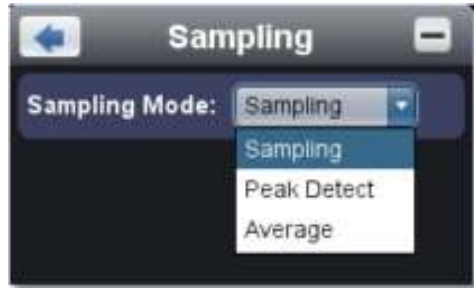 Sampling
Sampling Mode: Sampling
Sampling
Peak Detect
Average